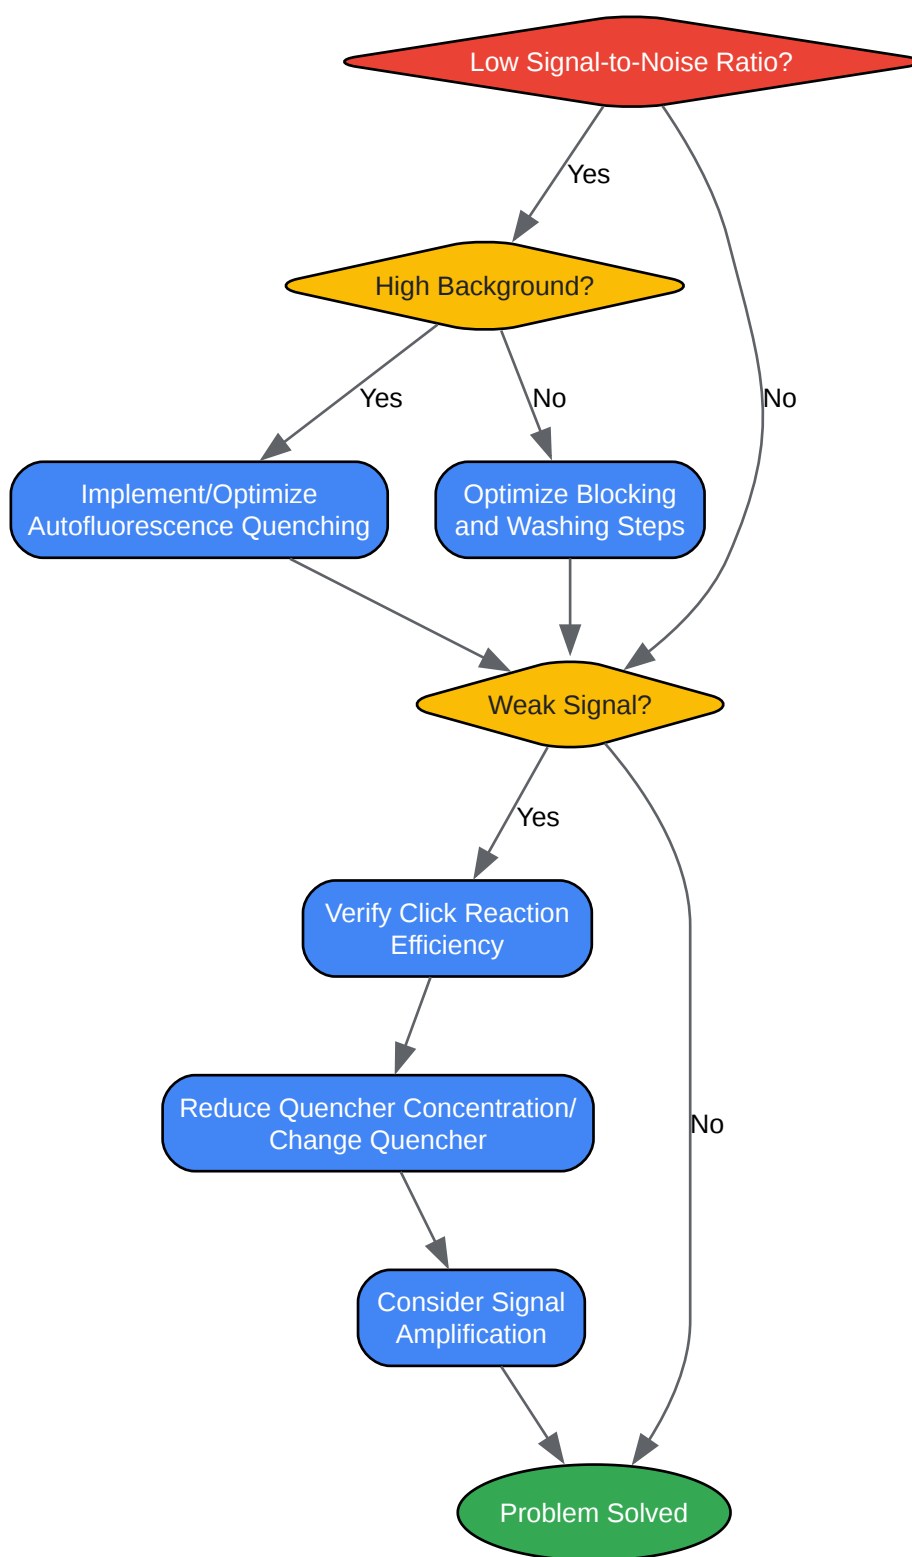 Low Signal-to-Noise Ratio?
Yes
High Background?
Yes
No
No
Implement/Optimize
Autofluorescence Quenching
Optimize Blocking
and Washing Steps
Weak Signal?
Yes
Verify Click Reaction
Efficiency
Reduce Quencher Concentration/
Change Quencher
No
Consider Signal
Amplification
Problem Solved